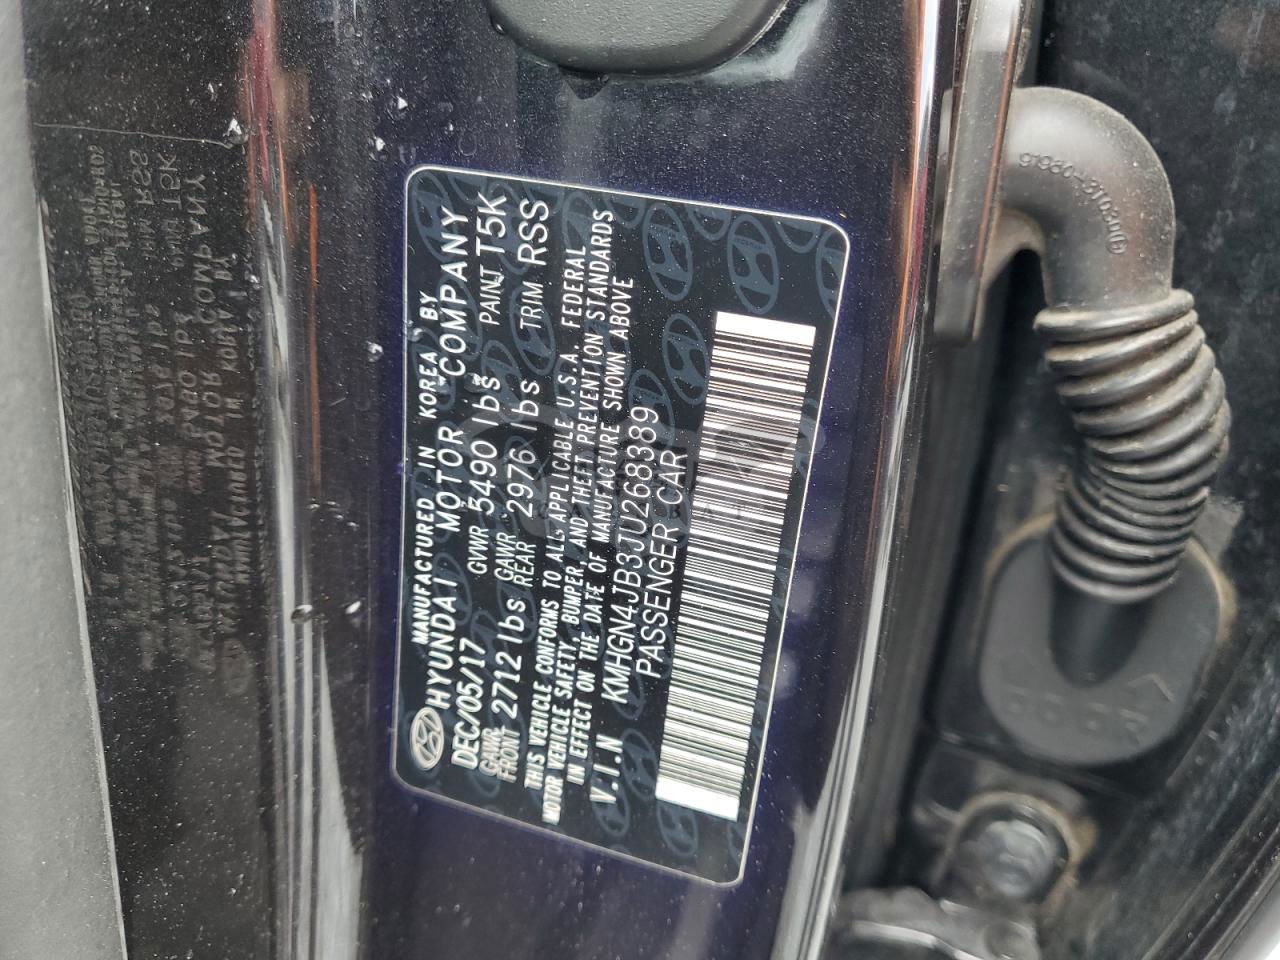 MANUFACTURED IN KOREA BY
HYUNDAI MOTOR COMPANY
DEC/05/17 GVWR 5490 lbs PAINT T5K
GAWR FRONT 2712 lbs GAWR REAR 2976 lbs TRIM RSS
THIS VEHICLE CONFORMS TO ALL APPLICABLE U.S.A. FEDERAL
MOTOR VEHICLE SAFETY, BUMPER, AND THEFT PREVENTION STANDARDS
IN EFFECT ON THE DATE OF MANUFACTURE SHOWN ABOVE
V.I.N KMHGN4JB3JU268389
PASSENGER CAR